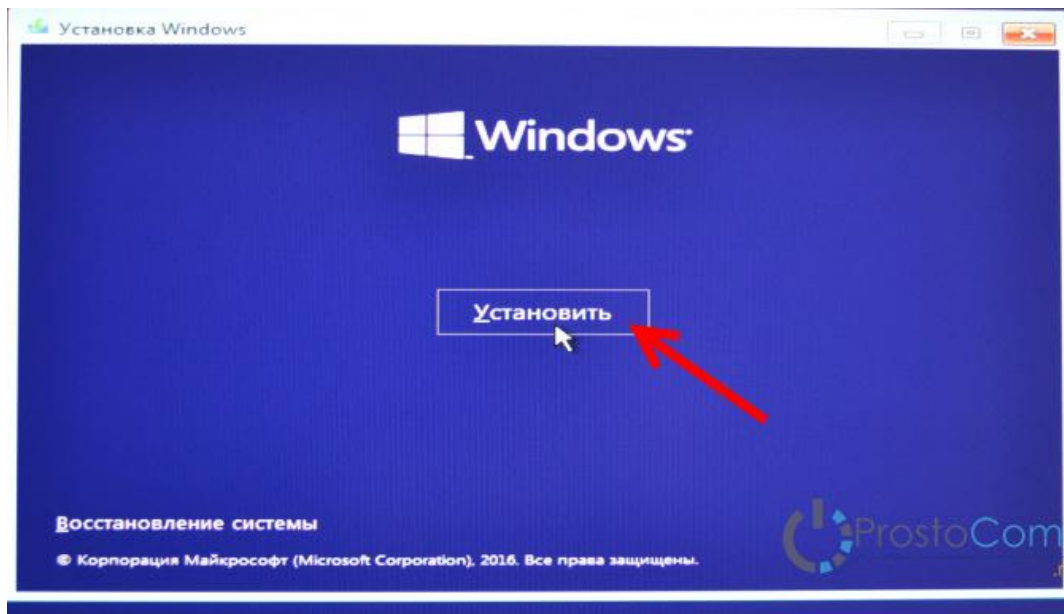 Установка Windows
Windows
Установить
Восстановление системы
© Корпорация Майкрософт (Microsoft Corporation), 2016. Все права защищены.
ProstoCom